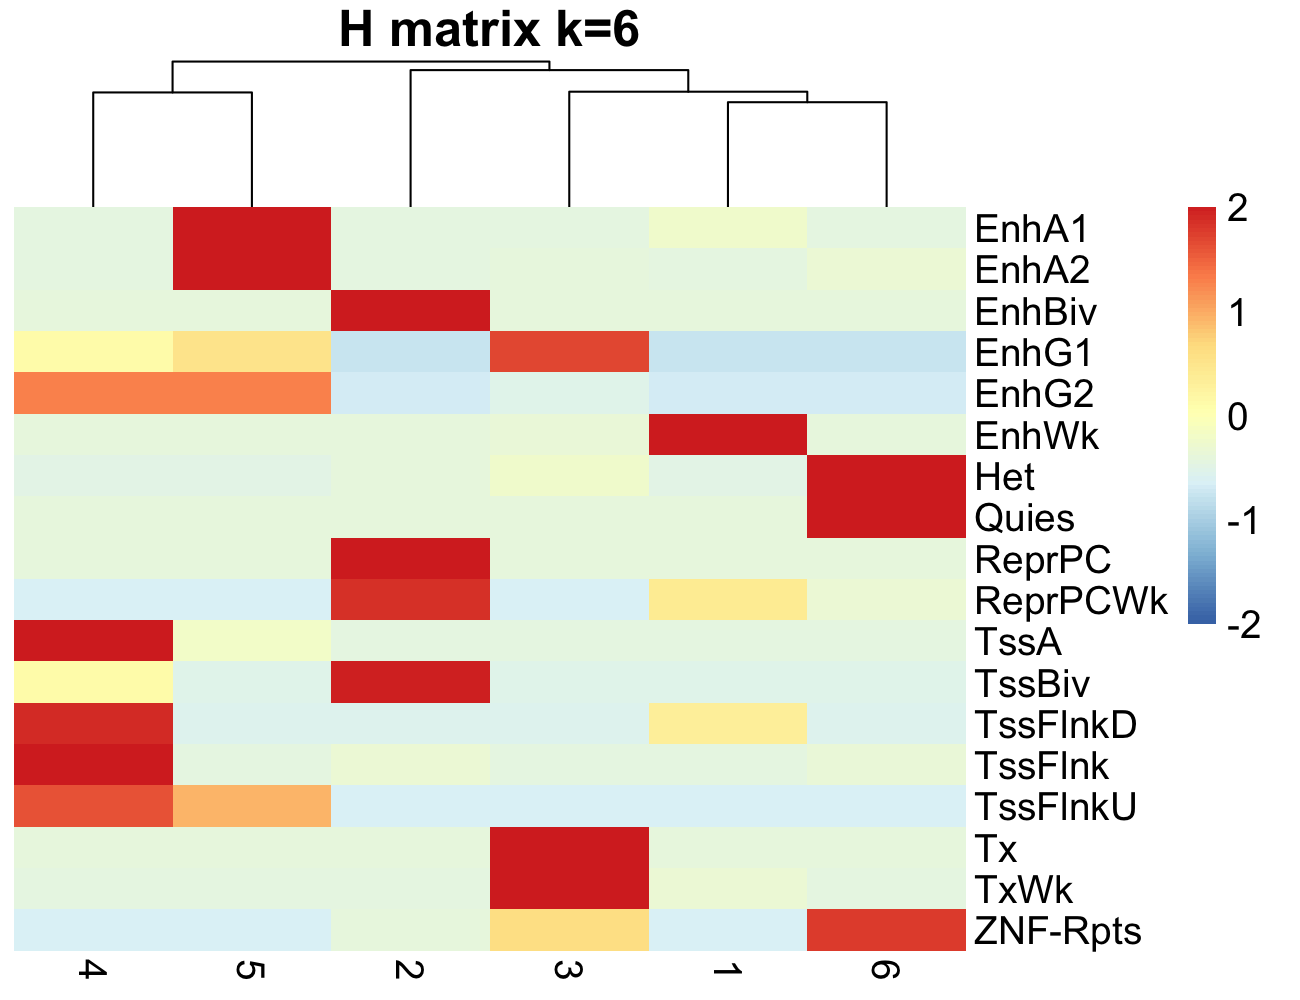 H matrix k=6
EnhA1
EnhA2
EnhBiv
EnhG1
EnhG2
EnhWk
Het
Quies
ReprPC
ReprPCWk
TssA
TssBiv
TssFlnkD
TssFlnk
TssFlnkU
Tx
TxWk
ZNF-Rpts
2
1
0
-1
-2
4 5 2 3 1 6